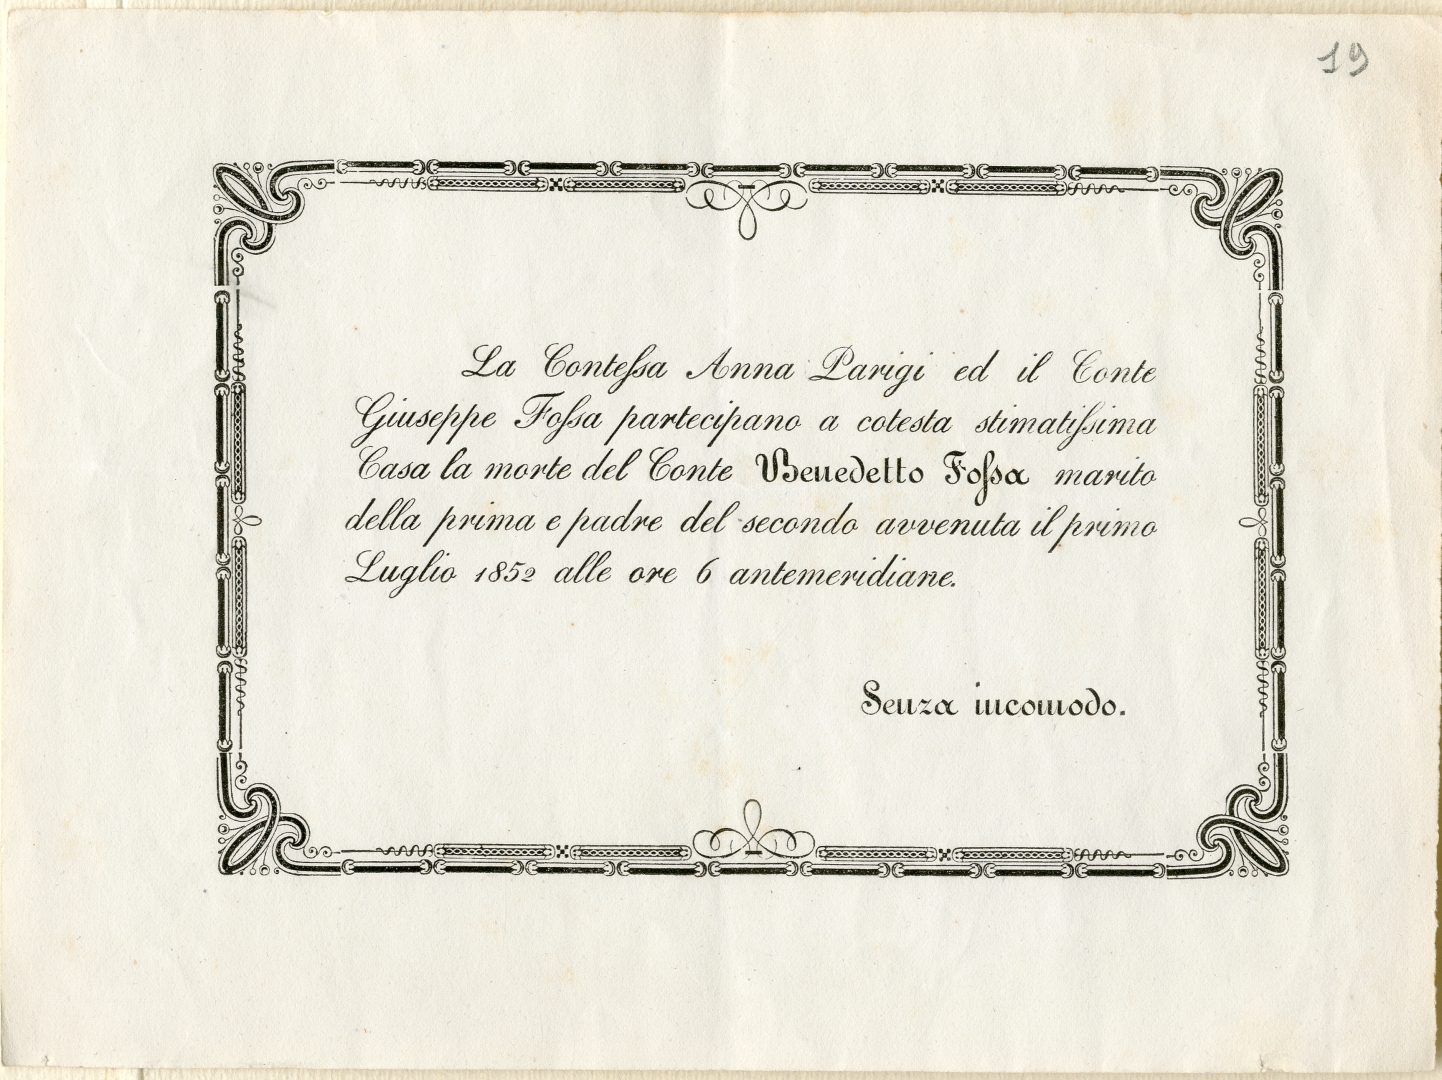 19
La Conteſsa Anna Parigi ed il Conte
Giuseppe Foſsa partecipano a cotesta stimatiſsima
Casa la morte del Conte Benedetto Foſsa marito
della prima e padre del secondo avvenuta il primo
Luglio 1852 alle ore 6 antemeridiane.
Senza incomodo.